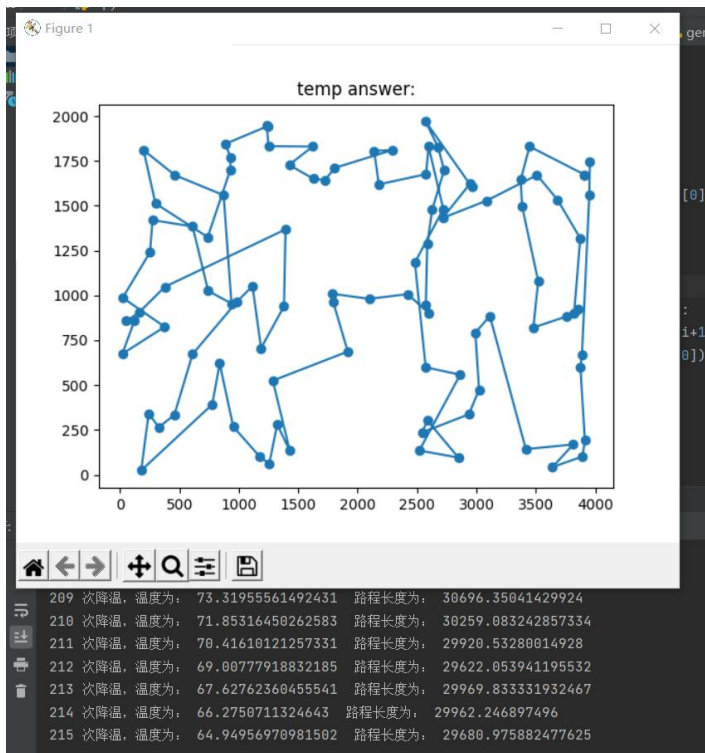 Figure 1
ger
temp answer:
2000
1750
1500
1250
1000
750
500
250
0
0 500 1000 1500 2000 2500 3000 3500 4000
[0]
:
i+1
0])
209 次降温，温度为： 73.31955561492431 路程长度为： 30696.35041429924
210 次降温，温度为： 71.85316450262583 路程长度为： 30259.083242857334
211 次降温，温度为： 70.41610121257331 路程长度为： 29920.53280014928
212 次降温，温度为： 69.00777918832185 路程长度为： 29622.053941195532
213 次降温，温度为： 67.62762360455541 路程长度为： 29969.833331932467
214 次降温，温度为： 66.2750711324643 路程长度为： 29962.246897496
215 次降温，温度为： 64.94956970981502 路程长度为： 29680.975882477625